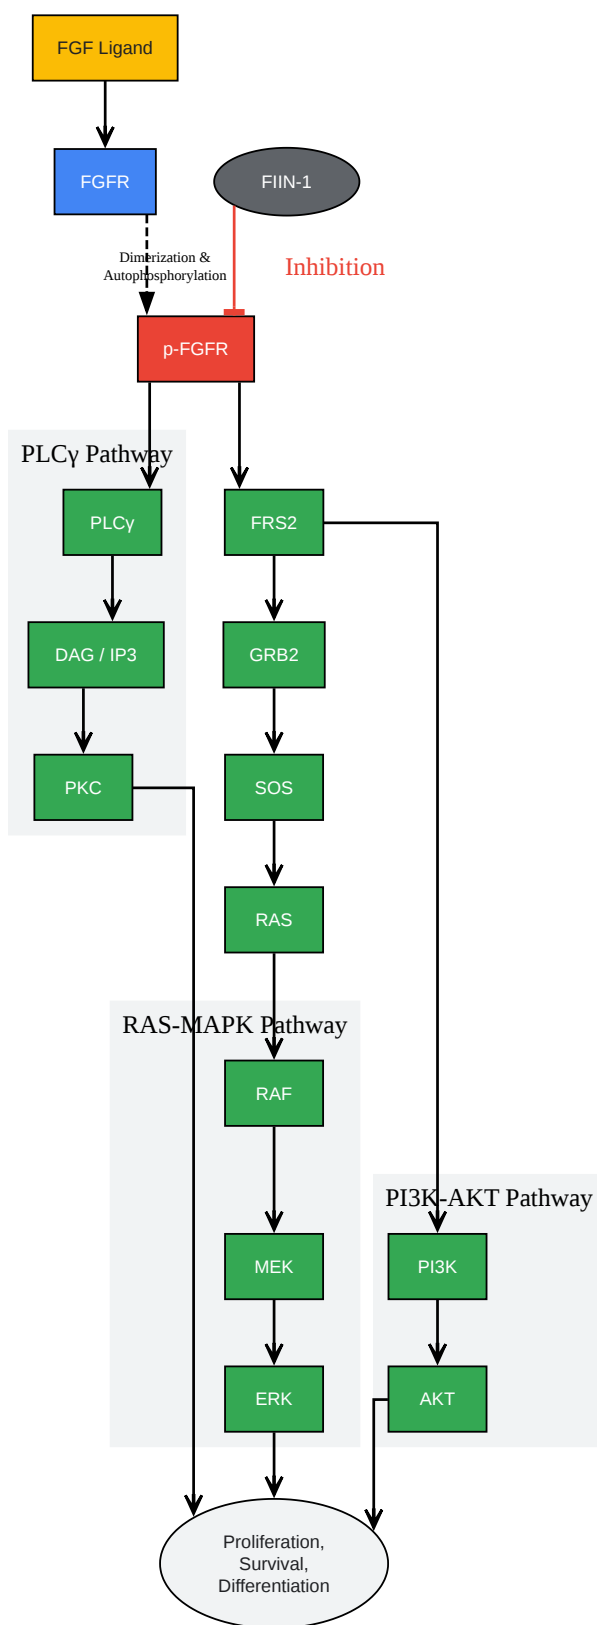 FGF Ligand
FGFR
FIIN-1
Dimerization &
Autophosphorylation
Inhibition
p-FGFR
PLCγ Pathway
PLCγ
FRS2
DAG / IP3
GRB2
PKC
SOS
RAS
RAS-MAPK Pathway
RAF
PI3K-AKT Pathway
MEK
PI3K
ERK
AKT
Proliferation,
Survival,
Differentiation